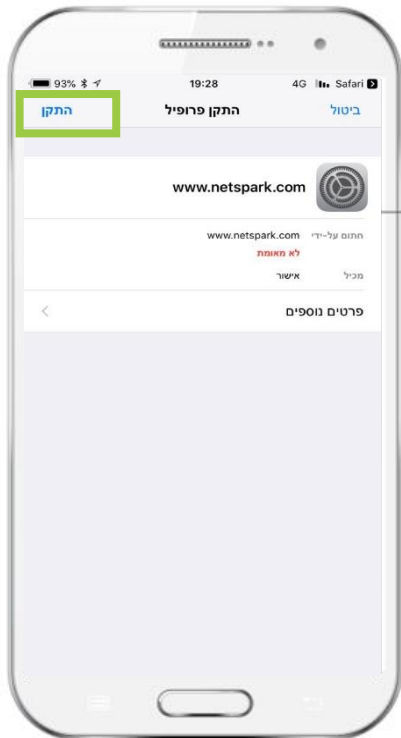 93% 19:28 4G Safari
ביטול התקן פרופיל התקן
www.netspark.com
חתום על-ידי www.netspark.com
לא מאומת
מכיל אישור
פרטים נוספים